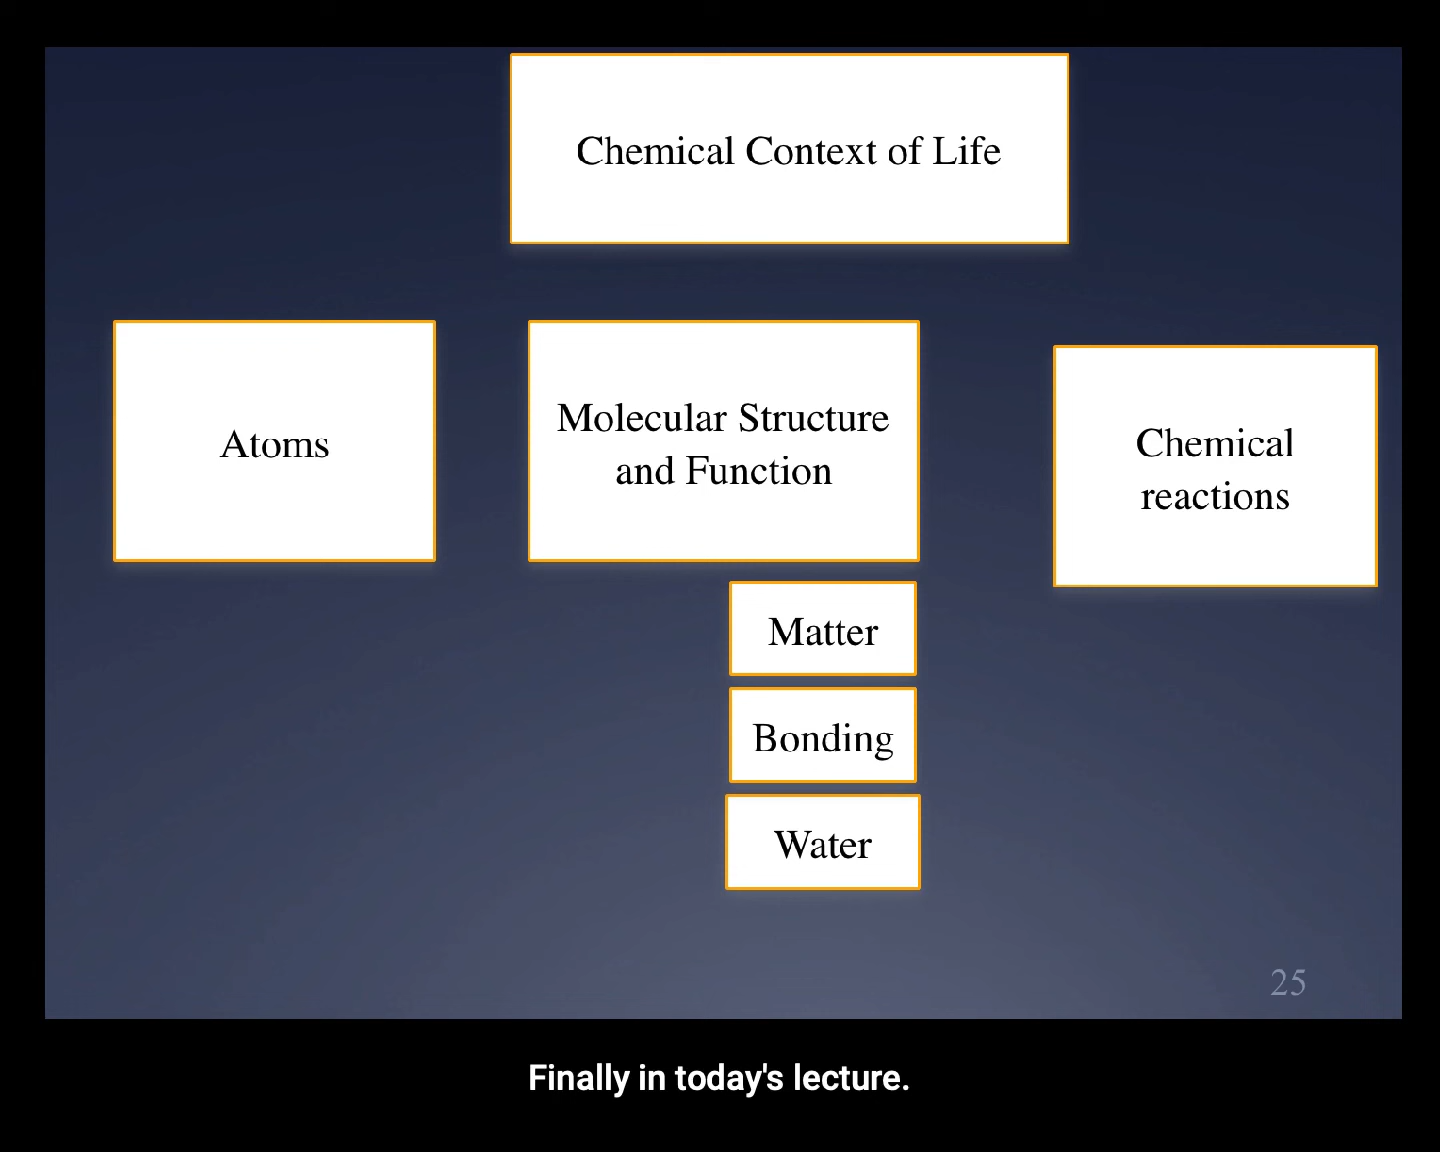 Chemical Context of Life
Atoms
Molecular Structure
and Function
Chemical
reactions
Matter
Bonding
Water
25
Finally in today's lecture.